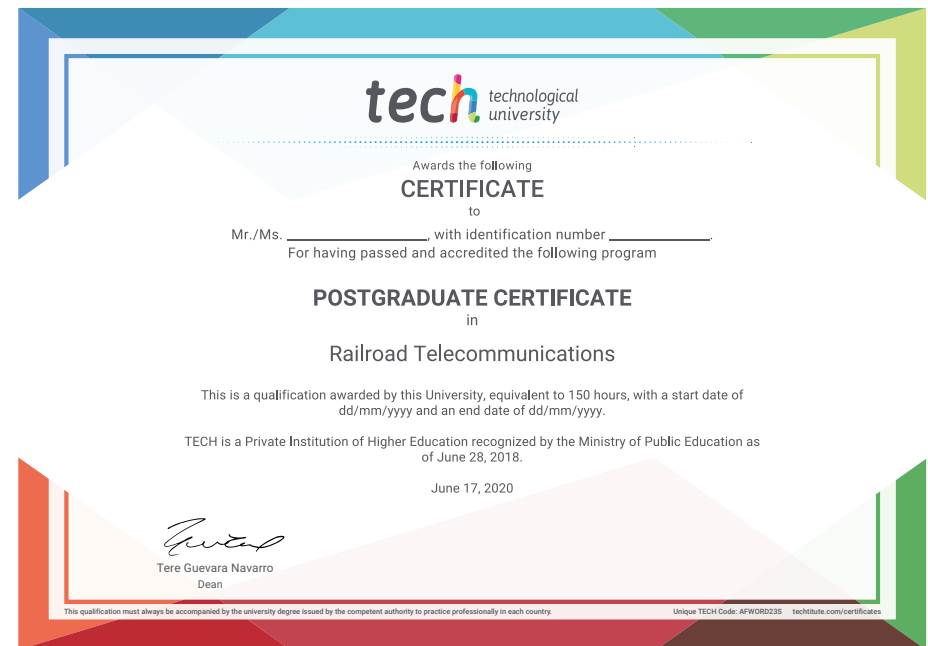 tech technological
university
Awards the following
CERTIFICATE
to
Mr./Ms. ____________________, with identification number ______________.
For having passed and accredited the following program
POSTGRADUATE CERTIFICATE
in
Railroad Telecommunications
This is a qualification awarded by this University, equivalent to 150 hours, with a start date of
dd/mm/yyyy and an end date of dd/mm/yyyy.
TECH is a Private Institution of Higher Education recognized by the Ministry of Public Education as
of June 28, 2018.
June 17, 2020
Tere Guevara Navarro
Dean
This qualification must always be accompanied by the university degree issued by the competent authority to practice professionally in each country. Unique TECH Code: AFWORD23S techtitute.com/certificates